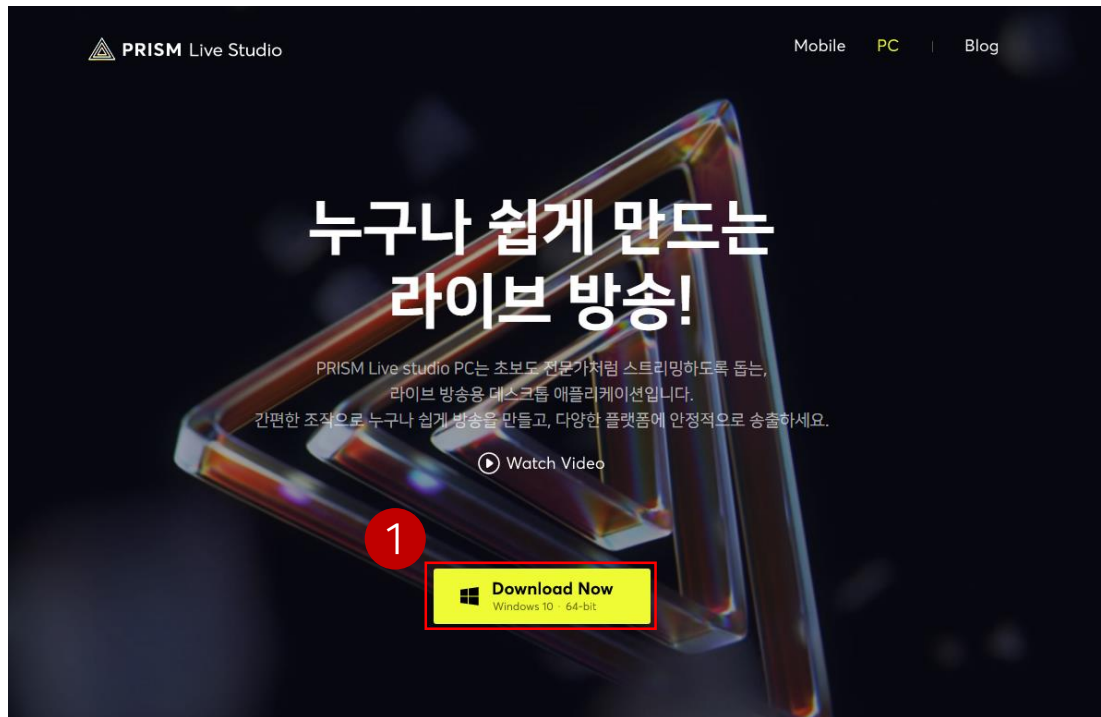 PRISM Live Studio
Mobile PC | Blog
누구나 쉽게 만드는
라이브 방송!
PRISM Live studio PC는 초보도 전문가처럼 스트리밍하도록 돕는,
라이브 방송용 데스크톱 애플리케이션입니다.
간편한 조작으로 누구나 쉽게 방송을 만들고, 다양한 플랫폼에 안정적으로 송출하세요.
Watch Video
1
Download Now
Windows 10 · 64-bit